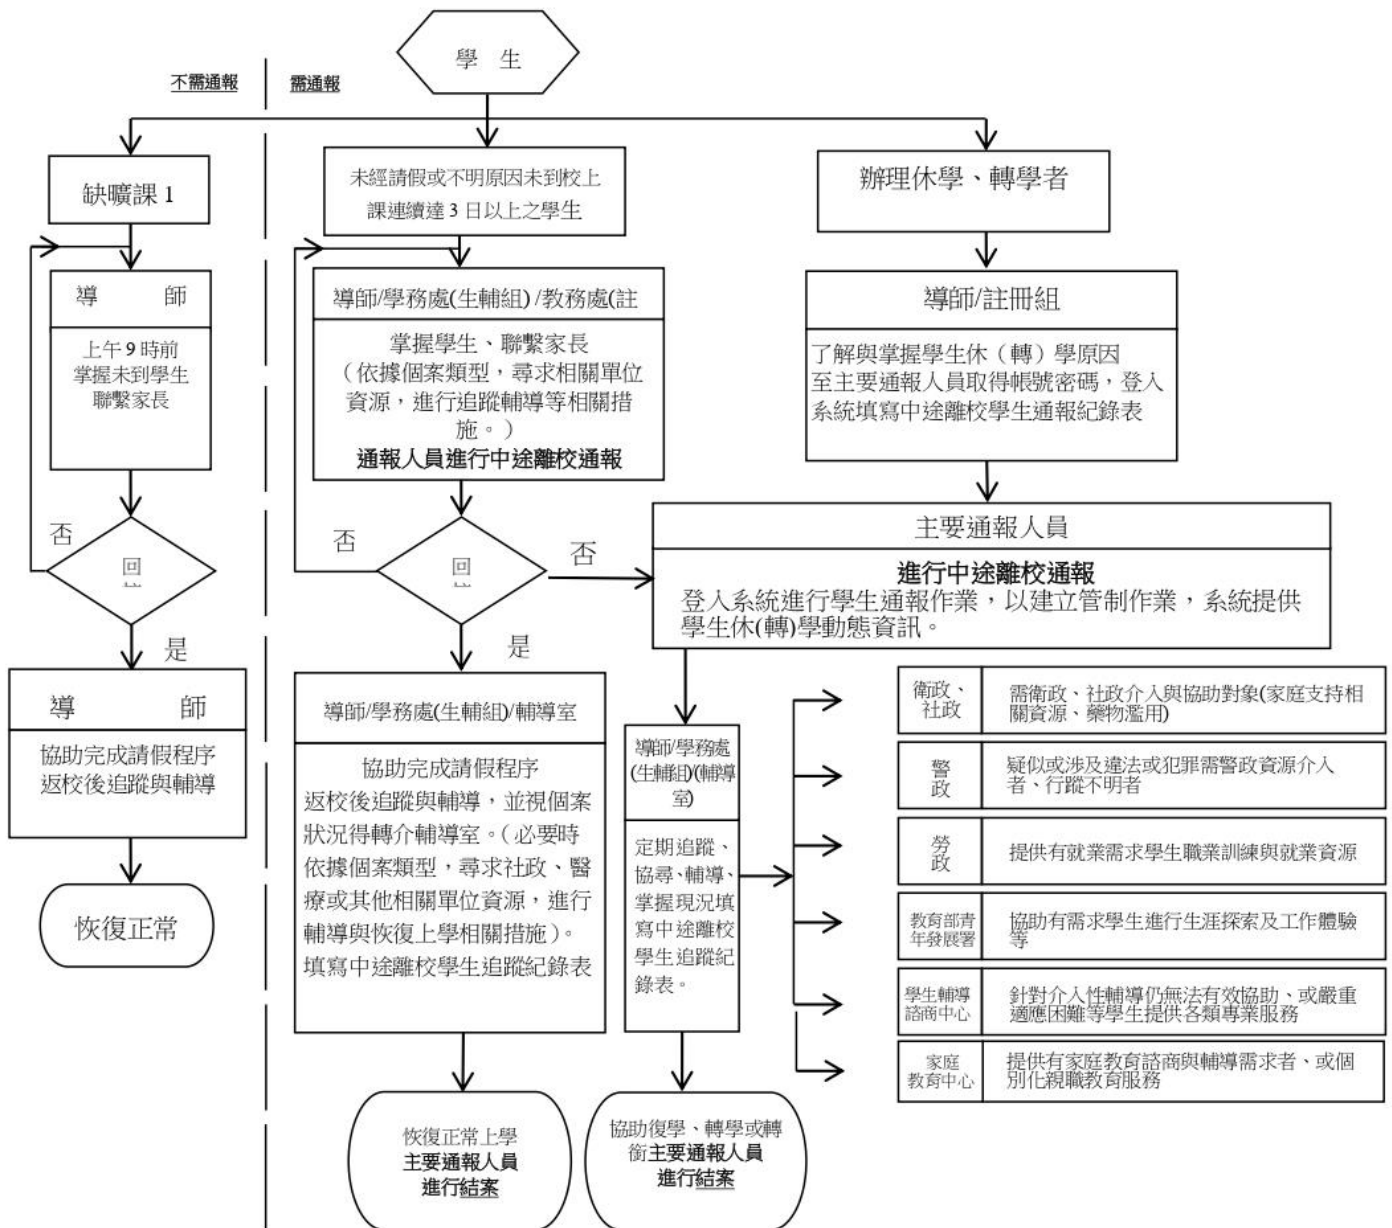 學 生
不需通報
需通報
缺曠課 1
未經請假或不明原因未到校上
課連續達 3 日以上之學生
辦理休學、轉學者
導 師
上午 9 時前
掌握未到學生
聯繫家長
導師/學務處(生輔組) /教務處(註
掌握學生、聯繫家長
（依據個案類型，尋求相關單位
資源，進行追蹤輔導等相關措
施。）
通報人員進行中途離校通報
導師/註冊組
了解與掌握學生休（轉）學原因
至主要通報人員取得帳號密碼，登入
系統填寫中途離校學生通報紀錄表
否
回
否
回
否
主要通報人員
進行中途離校通報
登入系統進行學生通報作業，以建立管制作業，系統提供
學生休(轉)學動態資訊。
是
是
導 師
協助完成請假程序
返校後追蹤與輔導
恢復正常
導師/學務處(生輔組)/輔導室
協助完成請假程序
返校後追蹤與輔導，並視個案
狀況得轉介輔導室。（必要時
依據個案類型，尋求社政、醫
療或其他相關單位資源，進行
輔導與恢復上學相關措施）。
填寫中途離校學生追蹤紀錄表
恢復正常上學
主要通報人員
進行結案
導師/學務處
(生輔組)/(輔導
室)
定期追蹤、
協尋、輔導、
掌握現況填
寫中途離校
學生追蹤紀
錄表。
協助復學、轉學或轉
銜主要通報人員
進行結案
衛政、
社政
需衛政、社政介入與協助對象(家庭支持相
關資源、藥物濫用)
警
政
疑似或涉及違法或犯罪需警政資源介入
者、行蹤不明者
勞
政
提供有就業需求學生職業訓練與就業資源
教育部青
年發展署
協助有需求學生進行生涯探索及工作體驗
等
學生輔導
諮商中心
針對介入性輔導仍無法有效協助、或嚴重
適應困難等學生提供各類專業服務
家庭
教育中心
提供有家庭教育諮商與輔導需求者、或個
別化親職教育服務